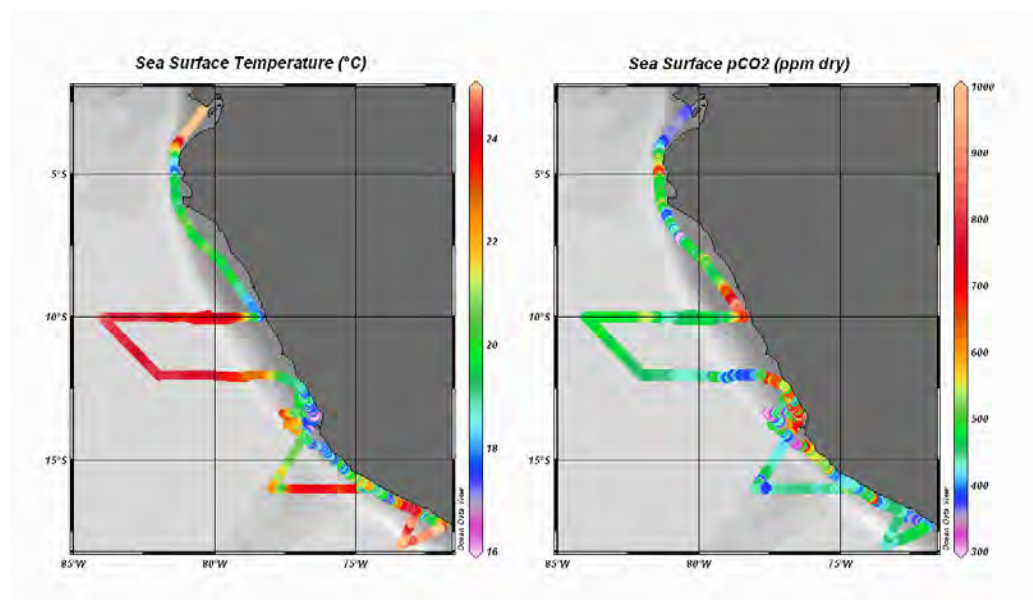 Sea Surface Temperature (°C)
5°S
10°S
15°S
85°W
80°W
75°W
24
22
20
18
16
Ocean Data View
Sea Surface pCO2 (ppm dry)
5°S
10°S
15°S
85°W
80°W
75°W
1000
900
800
700
600
500
400
300
Ocean Data View